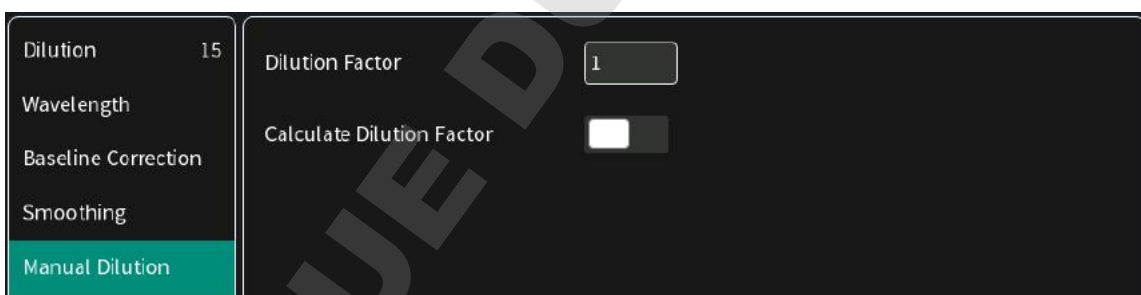 Dilution 15
Wavelength
Baseline Correction
Smoothing
Manual Dilution
Dilution Factor 1
Calculate Dilution Factor